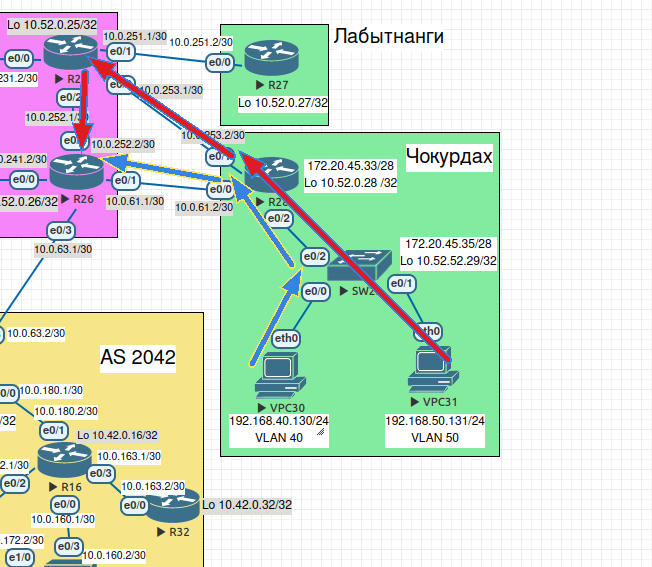 Lo 10.52.0.25/32
10.0.251.1/30
10.0.251.2/30
Лабытнанги
e0/0
e0/1
e0/0
R27
231.2/30
10.0.253.1/30
e0/2
Lo 10.52.0.27/32
10.0.252.1/30
253.2/30
10.0.252.2/30
Чокурдах
0.241.2/30
172.20.45.33/28
Lo 10.52.0.28 /32
e0/0
e0/1
e0/0
R26
.52.0.26/32
10.0.61.1/30
10.0.61.2/30
e0/2
e0/3
10.0.63.1/30
172.20.45.35/28
Lo 10.52.52.29/32
e0/2
e0/0
e0/1
eth0
10.0.63.2/30
AS 2042
eth0
VPC30
VPC31
192.168.40.130/24
VLAN 40
192.168.50.131/24
VLAN 50
10.0.180.1/30
10.0.180.2/30
/32
e0/1
Lo 10.42.0.16/32
10.0.163.1/30
2.1/30
e0/2
e0/3
R16
10.0.163.2/30
e0/0
e0/0
Lo 10.42.0.32/32
10.0.160.1/30
R32
.172.2/30
e0/3
e1/0
10.0.160.2/30